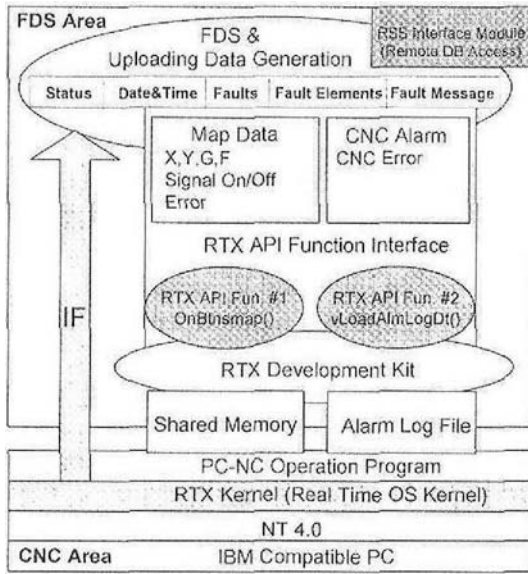 FDS Area
RSS Interface Module
(Remote DB Access)
FDS &
Uploading Data Generation
Status Date&Time Faults Fault Elements Fault Message
Map Data
X,Y,G,F
Signal On/Off
Error
CNC Alarm
CNC Error
RTX API Function Interface
RTX API Fun. #1
OnBtnsmap()
RTX API Fun. #2
vLoadAlmLogDt()
IF
RTX Development Kit
Shared Memory
Alarm Log File
PC-NC Operation Program
RTX Kernel (Real Time OS Kernel)
NT 4.0
CNC Area
IBM Compatible PC